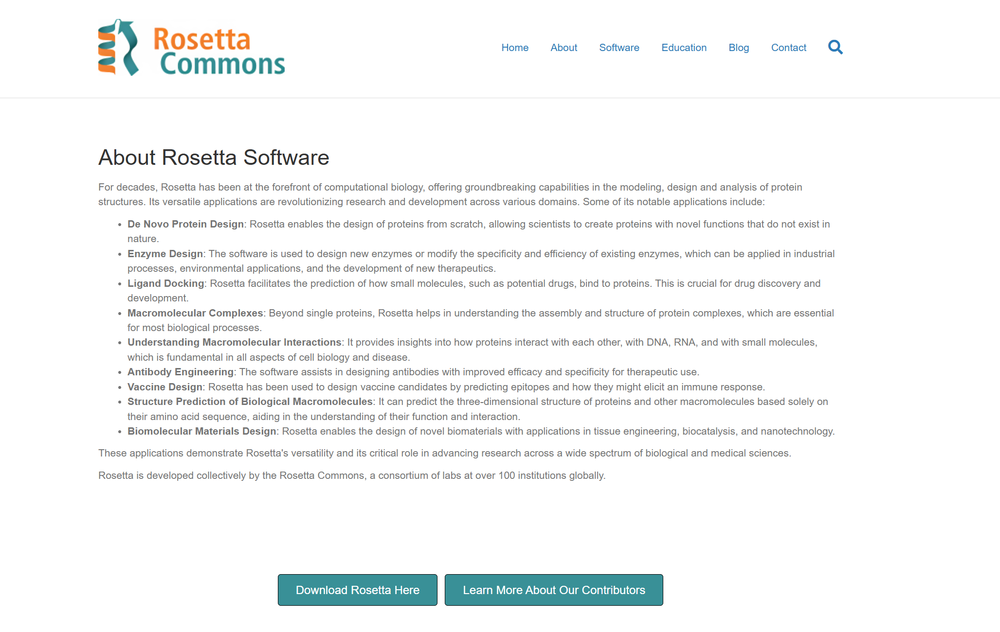 Rosetta
Commons
Home About Software Education Blog Contact
About Rosetta Software
For decades, Rosetta has been at the forefront of computational biology, offering groundbreaking capabilities in the modeling, design and analysis of protein
structures. Its versatile applications are revolutionizing research and development across various domains. Some of its notable applications include:
• De Novo Protein Design: Rosetta enables the design of proteins from scratch, allowing scientists to create proteins with novel functions that do not exist in
nature.
• Enzyme Design: The software is used to design new enzymes or modify the specificity and efficiency of existing enzymes, which can be applied in industrial
processes, environmental applications, and the development of new therapeutics.
• Ligand Docking: Rosetta facilitates the prediction of how small molecules, such as potential drugs, bind to proteins. This is crucial for drug discovery and
development.
• Macromolecular Complexes: Beyond single proteins, Rosetta helps in understanding the assembly and structure of protein complexes, which are essential
for most biological processes.
• Understanding Macromolecular Interactions: It provides insights into how proteins interact with each other, with DNA, RNA, and with small molecules,
which is fundamental in all aspects of cell biology and disease.
• Antibody Engineering: The software assists in designing antibodies with improved efficacy and specificity for therapeutic use.
• Vaccine Design: Rosetta has been used to design vaccine candidates by predicting epitopes and how they might elicit an immune response.
• Structure Prediction of Biological Macromolecules: It can predict the three-dimensional structure of proteins and other macromolecules based solely on
their amino acid sequence, aiding in the understanding of their function and interaction.
• Biomolecular Materials Design: Rosetta enables the design of novel biomaterials with applications in tissue engineering, biocatalysis, and nanotechnology.
These applications demonstrate Rosetta's versatility and its critical role in advancing research across a wide spectrum of biological and medical sciences.
Rosetta is developed collectively by the Rosetta Commons, a consortium of labs at over 100 institutions globally.
Download Rosetta Here
Learn More About Our Contributors